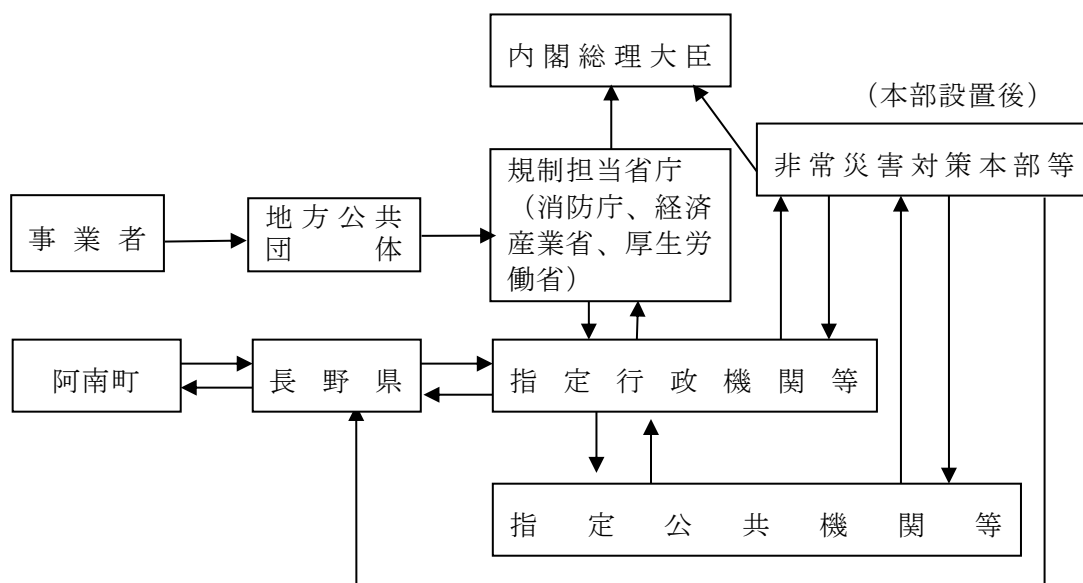 内閣総理大臣
（本部設置後）
非常災害対策本部等
規制担当省庁
（消防庁、経済
産業省、厚生労
働省）
事業者
地方公共
団体
阿南町
長野県
指定行政機関等
指定公共機関等